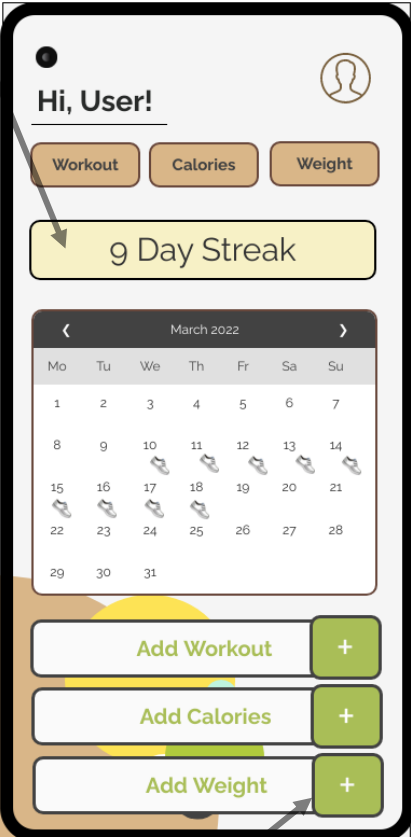 Hi, User!
Workout Calories Weight
9 Day Streak
❮ March 2022 ❯
Mo Tu We Th Fr Sa Su
1 2 3 4 5 6 7
8 9 10 11 12 13 14
15 16 17 18 19 20 21
22 23 24 25 26 27 28
29 30 31
Add Workout +
Add Calories +
Add Weight +